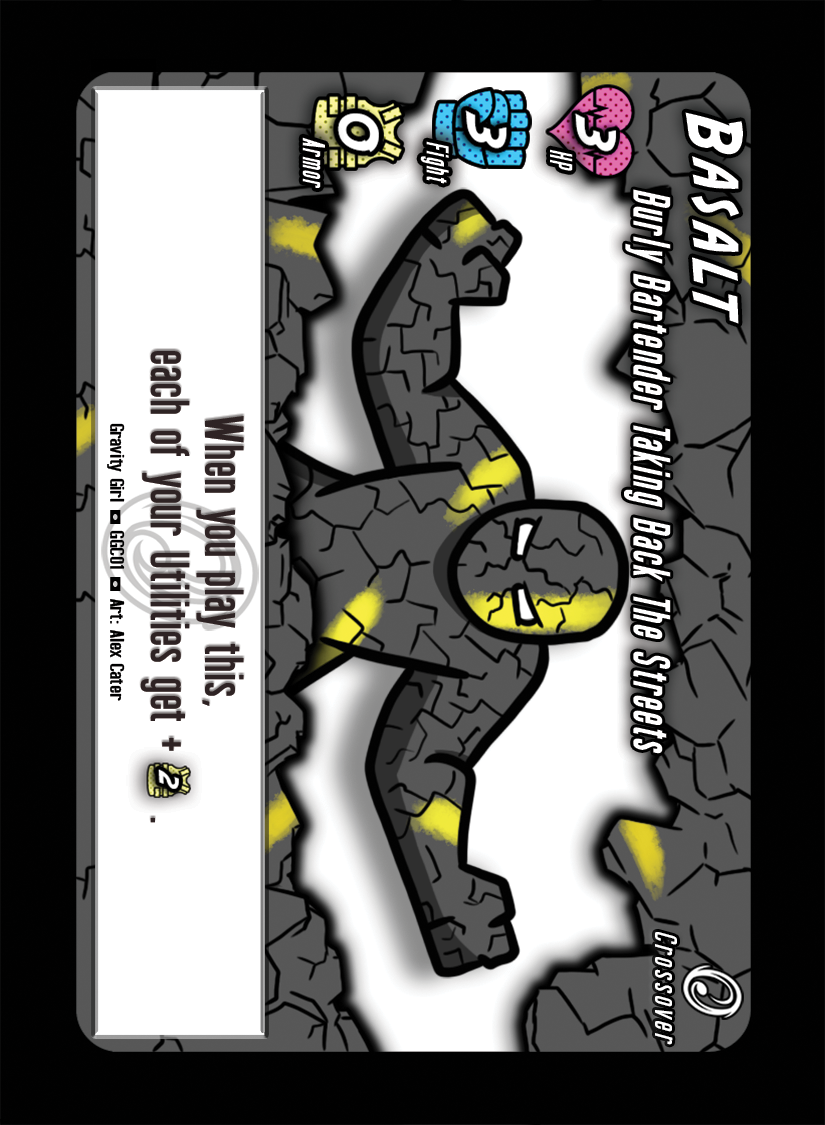 BASALT
Burly Bartender Taking Back The Streets
Crossover
3
HP
3
Fight
0
Armor
When you play this,
each of your Utilities get + 2 .
Gravity Girl ◘ GGC01 ◘ Art: Alex Cater